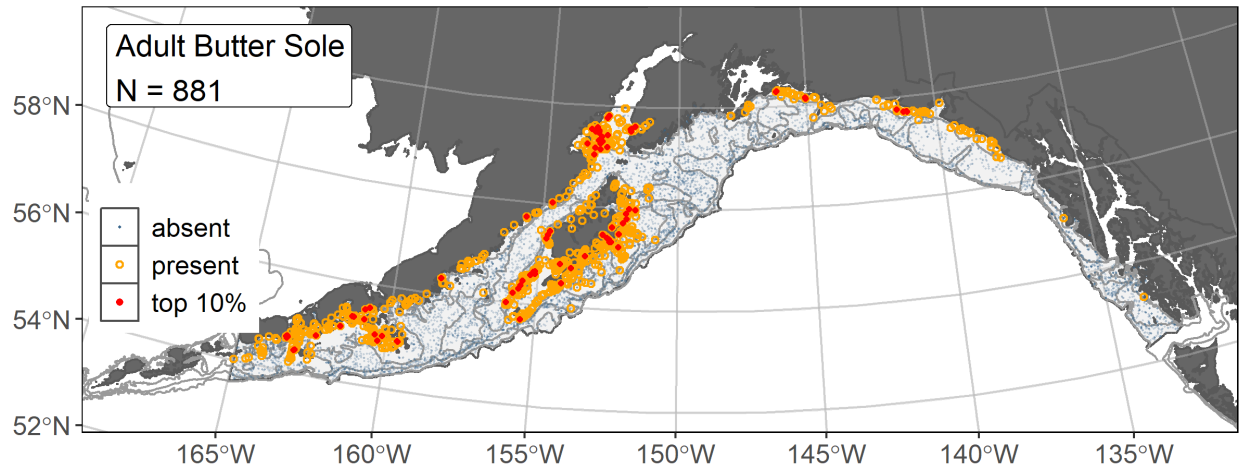 Adult Butter Sole
N = 881
58°N
56°N
54°N
52°N
absent
present
top 10%
165°W
160°W
155°W
150°W
145°W
140°W
135°W